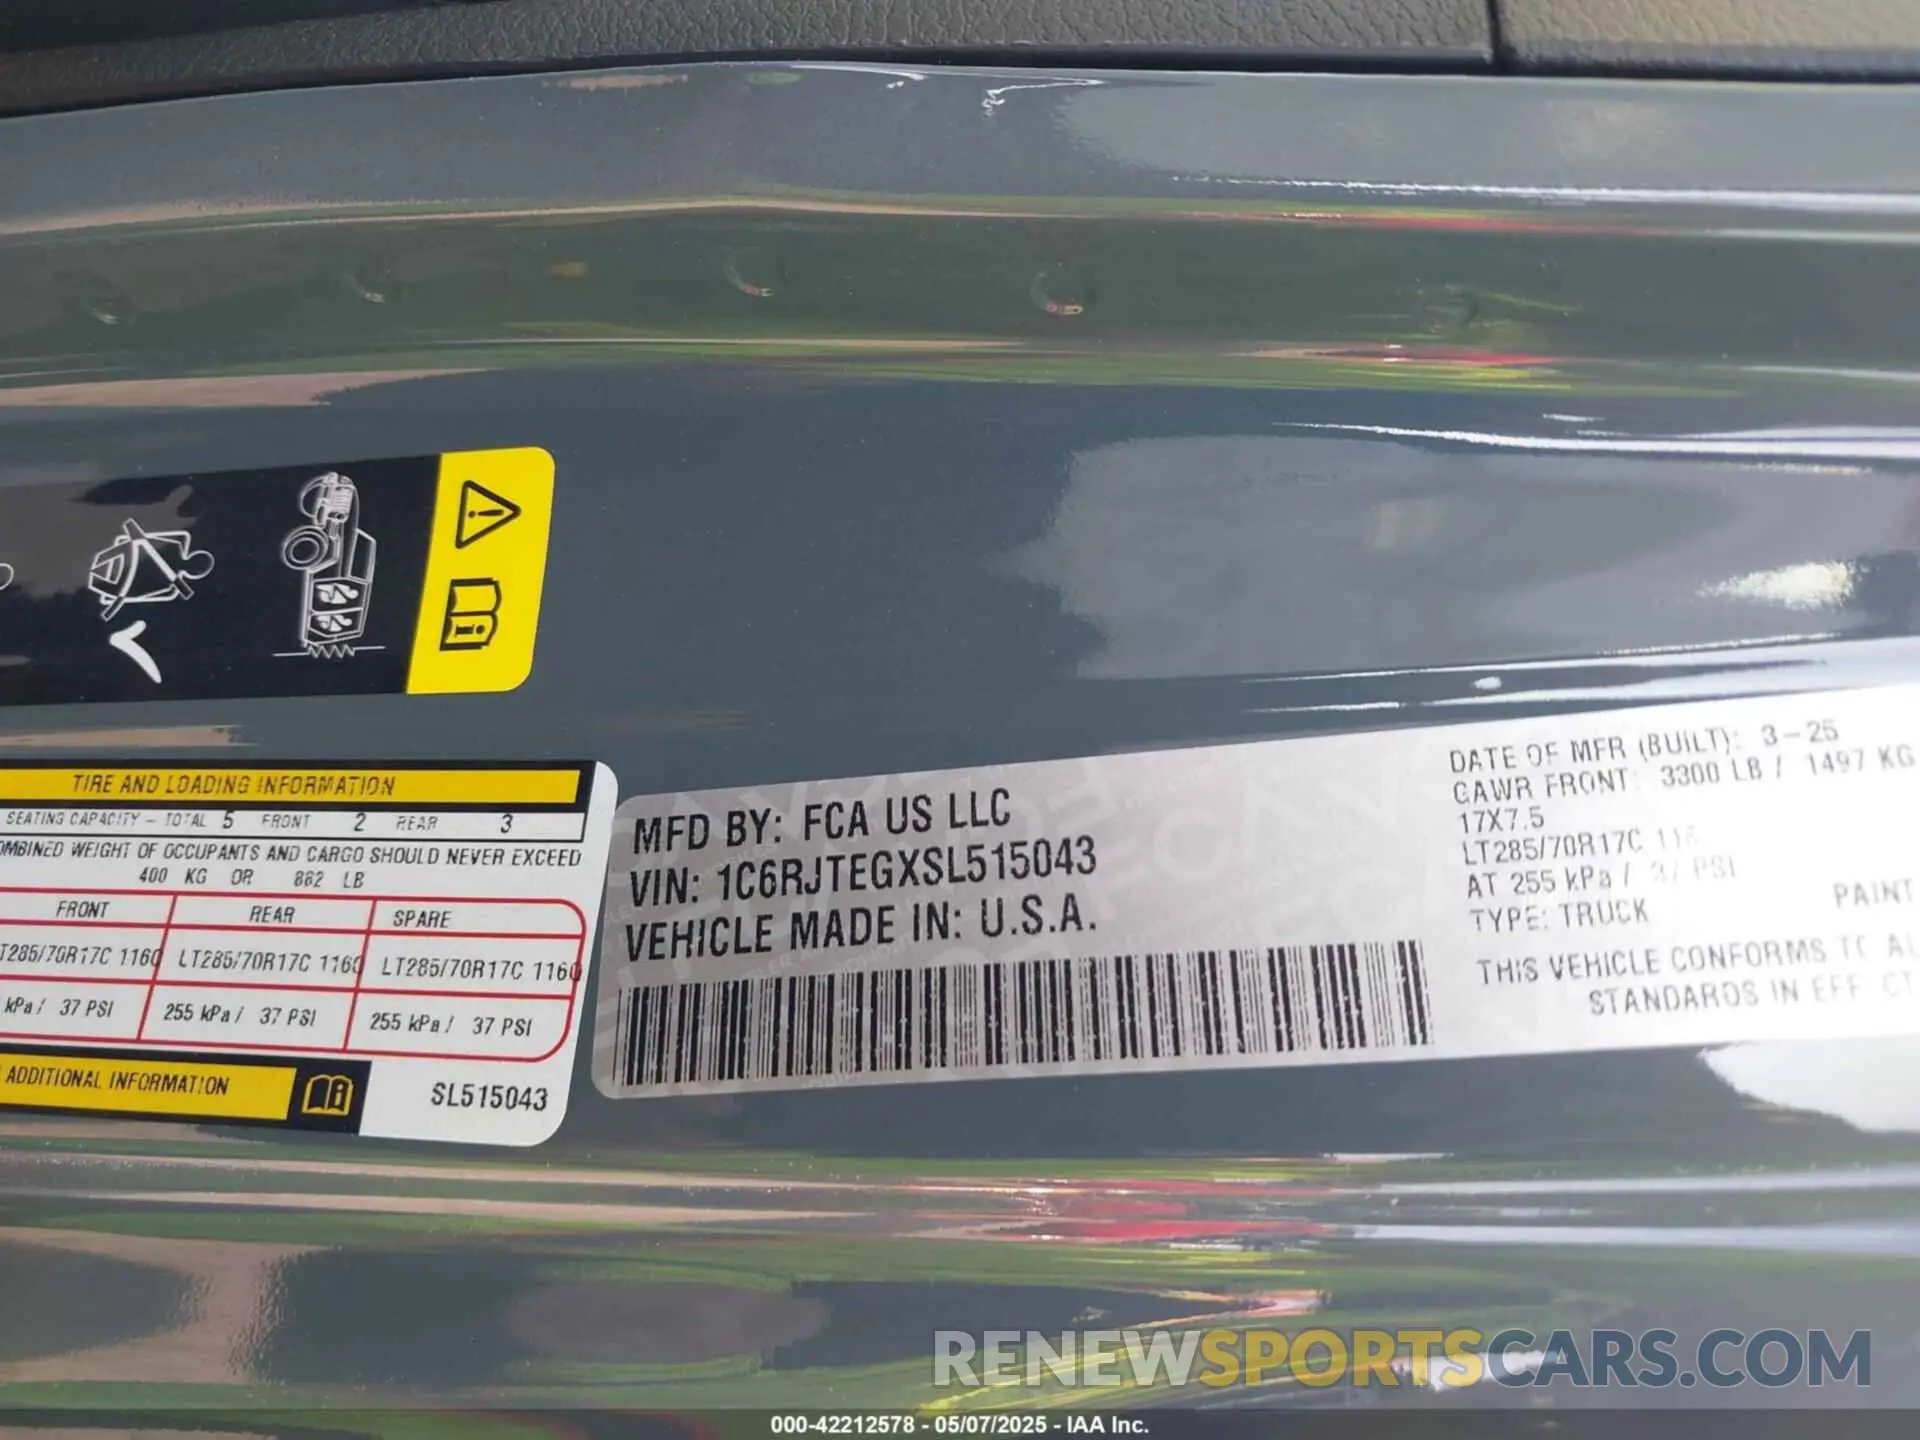 TIRE AND LOADING INFORMATION
SEATING CAPACITY - TOTAL 5 FRONT 2 REAR 3
OMBINED WEIGHT OF OCCUPANTS AND CARGO SHOULD NEVER EXCEED
400 KG OR 882 LB
FRONT REAR SPARE
T285/70R17C 116Q LT285/70R17C 116Q LT285/70R17C 116Q
kPa / 37 PSI 255 kPa / 37 PSI 255 kPa / 37 PSI
ADDITIONAL INFORMATION
SL515043
MFD BY: FCA US LLC
VIN: 1C6RJTEGXSL515043
VEHICLE MADE IN: U.S.A.
DATE OF MFR (BUILT): 3-25
GAWR FRONT: 3300 LB / 1497 KG
17X7.5
LT285/70R17C
AT 255 kPa / 37 PSI
TYPE: TRUCK
PAINT
THIS VEHICLE CONFORMS TO AL
STANDARDS IN
RENEWSPORTSCARS.COM
000-42212578 - 05/07/2025 - IAA Inc.